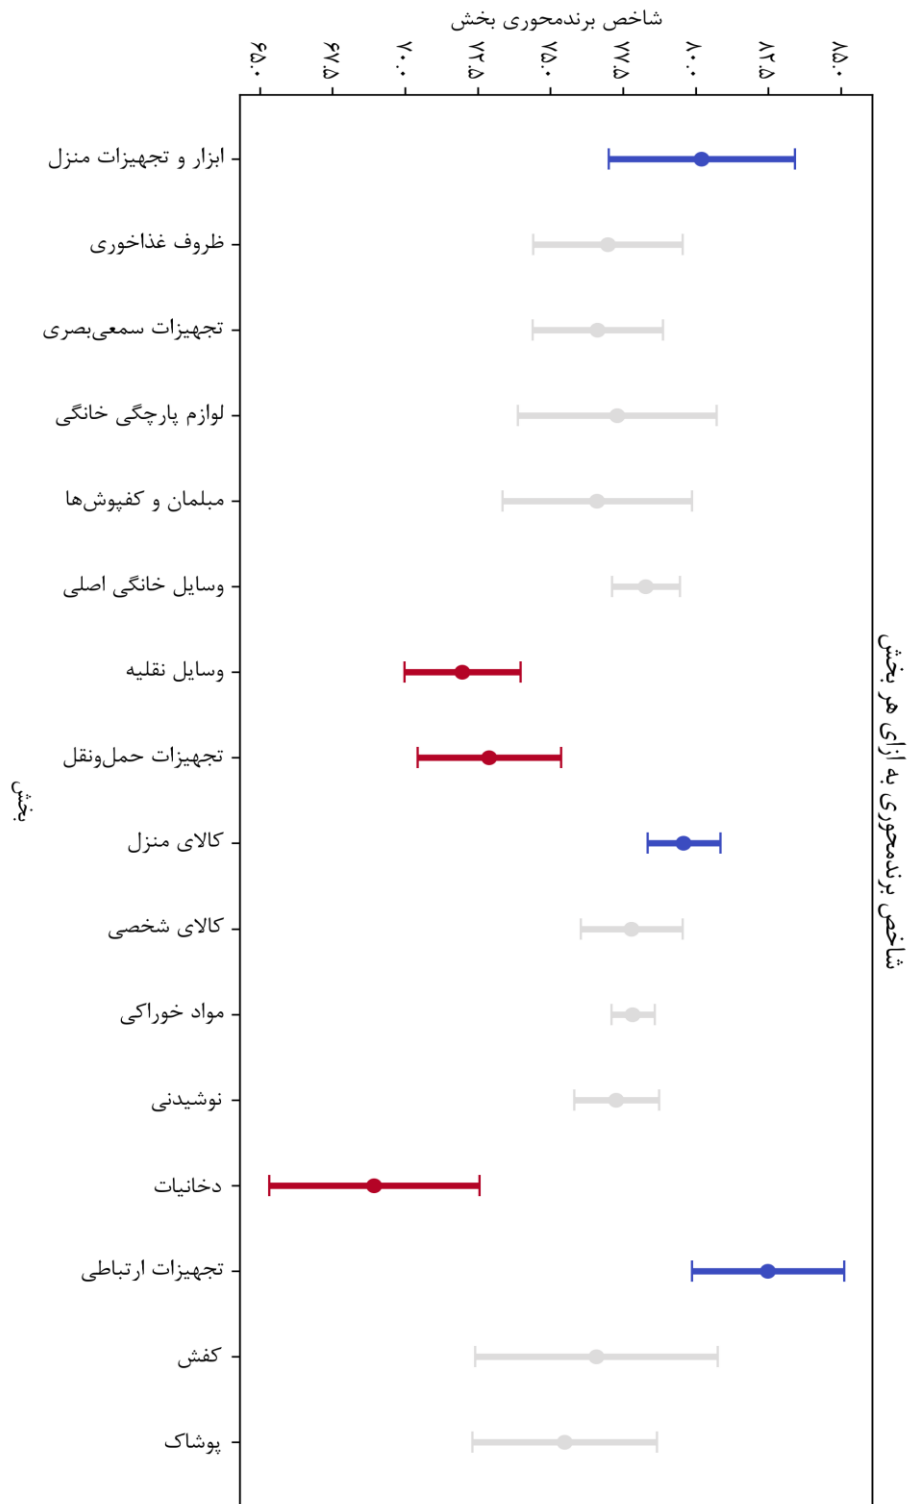 شاخص برندمحوری بخش
۶۵.۰
۶۷.۵
۷۰.۰
۷۲.۵
۷۵.۰
۷۷.۵
۸۰.۰
۸۲.۵
۸۵.۰
ابزار و تجهیزات منزل
ظروف غذاخوری
تجهیزات سمعی‌بصری
لوازم پارچگی خانگی
مبلمان و کفپوش‌ها
وسایل خانگی اصلی
وسایل نقلیه
تجهیزات حمل‌ونقل
کالای منزل
کالای شخصی
مواد خوراکی
نوشیدنی
دخانیات
تجهیزات ارتباطی
کفش
پوشاک
بخش
شاخص برندمحوری به ازای هر بخش